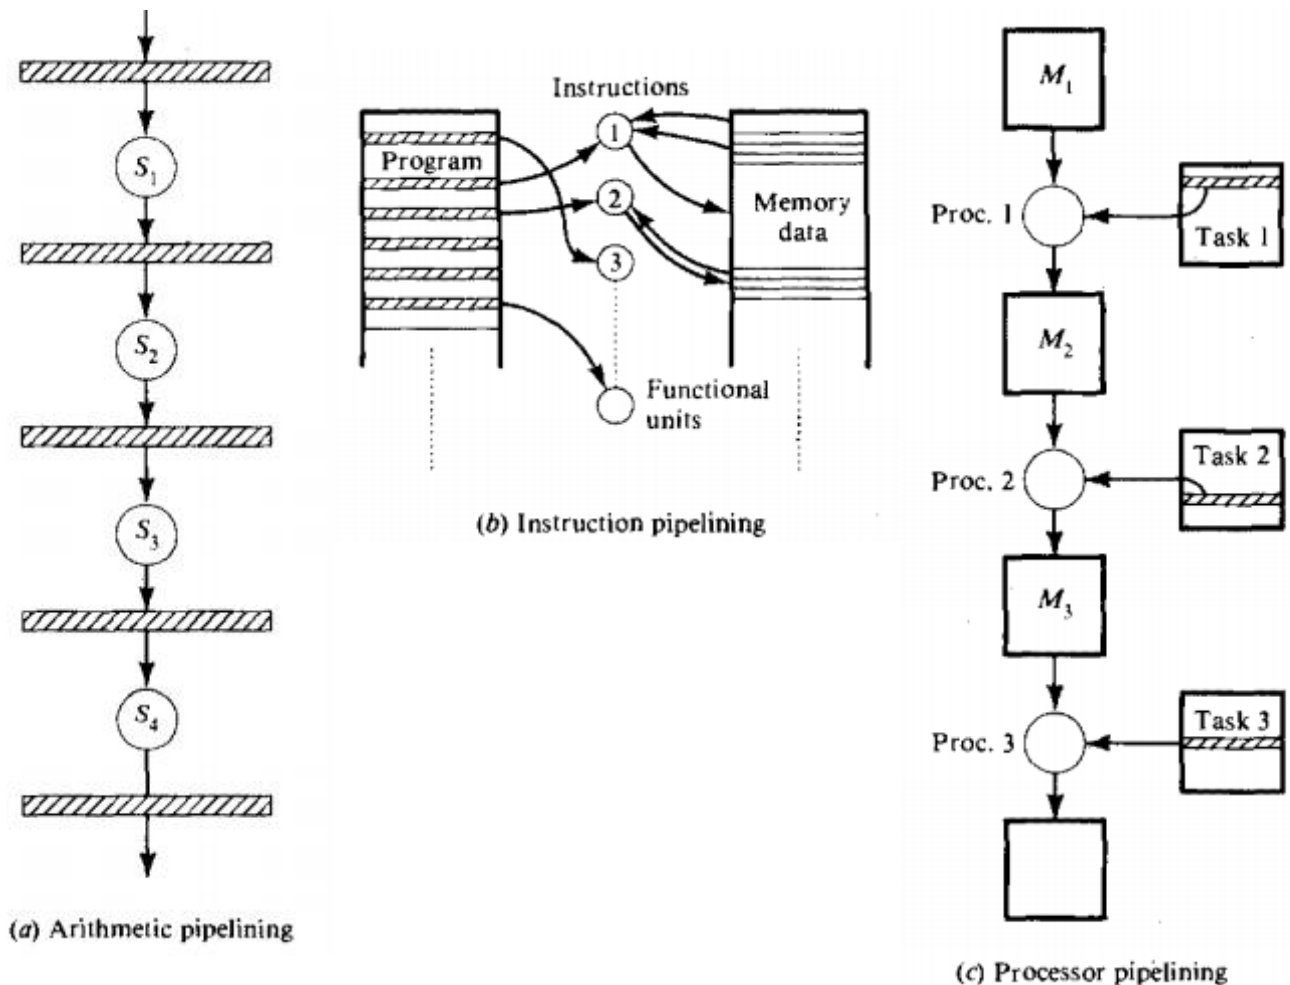 S₁
S₂
S₃
S₄
(a) Arithmetic pipelining
Instructions
Program
1
2
3
Memory
data
Functional
units
(b) Instruction pipelining
M₁
Proc. 1
Task 1
M₂
Proc. 2
Task 2
M₃
Proc. 3
Task 3
(c) Processor pipelining